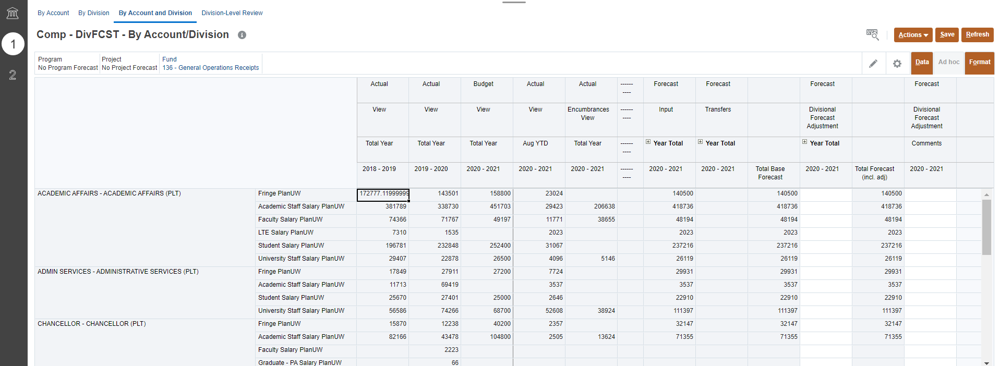 By Account By Division By Account and Division Division-Level Review
1
2
Comp - DivFCST - By Account/Division
Actions Save Refresh
Program Project Fund
No Program Forecast No Project Forecast 136 - General Operations Receipts
Data Ad hoc Format
Actual Actual Budget Actual Actual ------ Forecast Forecast Forecast Forecast
----
View View View View Encumbrances ------ Input Transfers Divisional Divisional
View ---- Forecast Forecast
Adjustment Adjustment
Total Year Total Year Total Year Aug YTD Total Year ------ Year Total Year Total Year Total Comments
----
2018 - 2019 2019 - 2020 2020 - 2021 2020 - 2021 2020 - 2021 ------ 2020 - 2021 2020 - 2021 Total Base 2020 - 2021 Total Forecast 2020 - 2021
---- Forecast (incl. adj)
ACADEMIC AFFAIRS - ACADEMIC AFFAIRS (PLT) Fringe PlanUW 172777.11999999 143501 158800 23024 140500 140500 140500
Academic Staff Salary PlanUW 381789 338730 451703 29423 206638 418736 418736 418736
Faculty Salary PlanUW 74366 71767 49197 11771 38655 48194 48194 48194
LTE Salary PlanUW 7310 1535 2023 2023 2023 2023
Student Salary PlanUW 196781 232848 252400 31067 237216 237216 237216
University Staff Salary PlanUW 29407 22878 26500 4096 5146 26119 26119 26119
ADMIN SERVICES - ADMINISTRATIVE SERVICES (PLT) Fringe PlanUW 17849 27911 27200 7724 29931 29931 29931
Academic Staff Salary PlanUW 11713 69419 3537 3537 3537 3537
Student Salary PlanUW 25670 27401 25000 2646 22910 22910 22910
University Staff Salary PlanUW 56586 74266 68700 52608 38924 111397 111397 111397
CHANCELLOR - CHANCELLOR (PLT) Fringe PlanUW 15870 12238 40200 2357 32147 32147 32147
Academic Staff Salary PlanUW 82166 43478 104800 2505 13624 71355 71355 71355
Faculty Salary PlanUW 2223
Graduate - PA Salary PlanUW 66